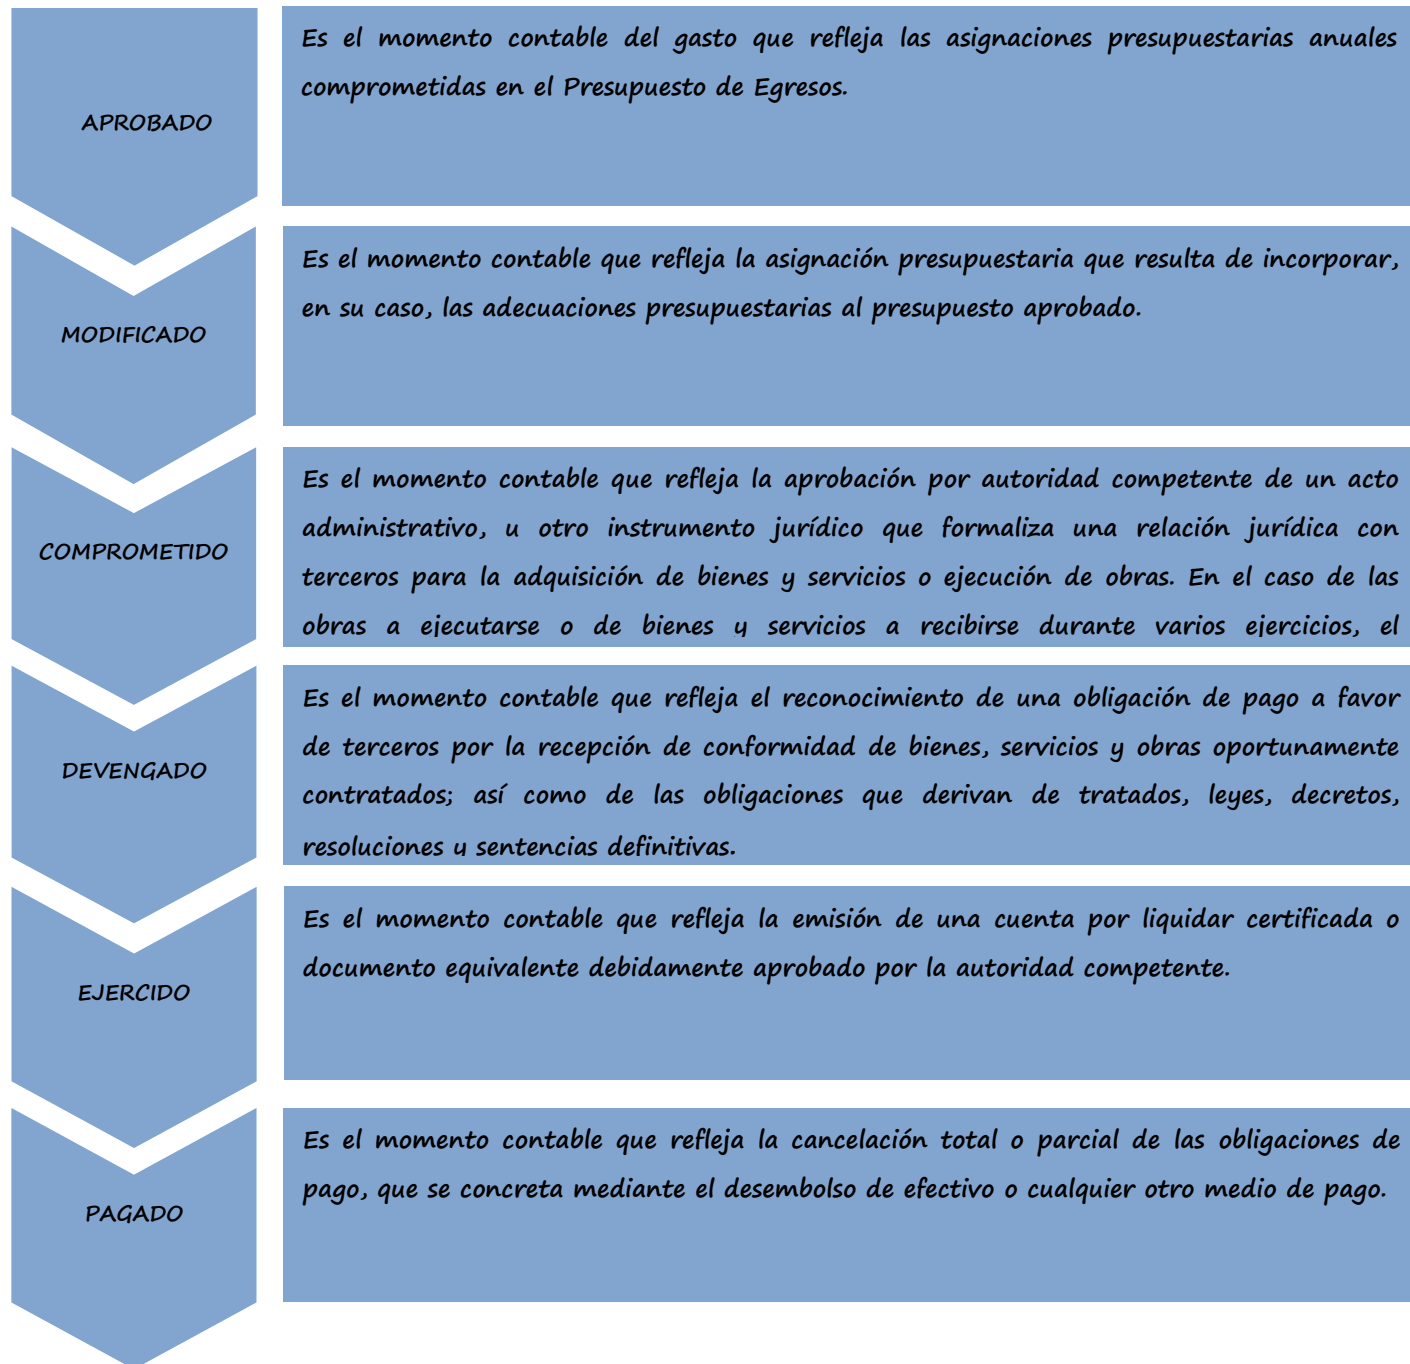 APROBADO
Es el momento contable del gasto que refleja las asignaciones presupuestarias anuales
comprometidas en el Presupuesto de Egresos.
MODIFICADO
Es el momento contable que refleja la asignación presupuestaria que resulta de incorporar,
en su caso, las adecuaciones presupuestarias al presupuesto aprobado.
COMPROMETIDO
Es el momento contable que refleja la aprobación por autoridad competente de un acto
administrativo, u otro instrumento jurídico que formaliza una relación jurídica con
terceros para la adquisición de bienes y servicios o ejecución de obras. En el caso de las
obras a ejecutarse o de bienes y servicios a recibirse durante varios ejercicios, el
DEVENGADO
Es el momento contable que refleja el reconocimiento de una obligación de pago a favor
de terceros por la recepción de conformidad de bienes, servicios y obras oportunamente
contratados; así como de las obligaciones que derivan de tratados, leyes, decretos,
resoluciones y sentencias definitivas.
EJERCIDO
Es el momento contable que refleja la emisión de una cuenta por liquidar certificada o
documento equivalente debidamente aprobado por la autoridad competente.
PAGADO
Es el momento contable que refleja la cancelación total o parcial de las obligaciones de
pago, que se concreta mediante el desembolso de efectivo o cualquier otro medio de pago.